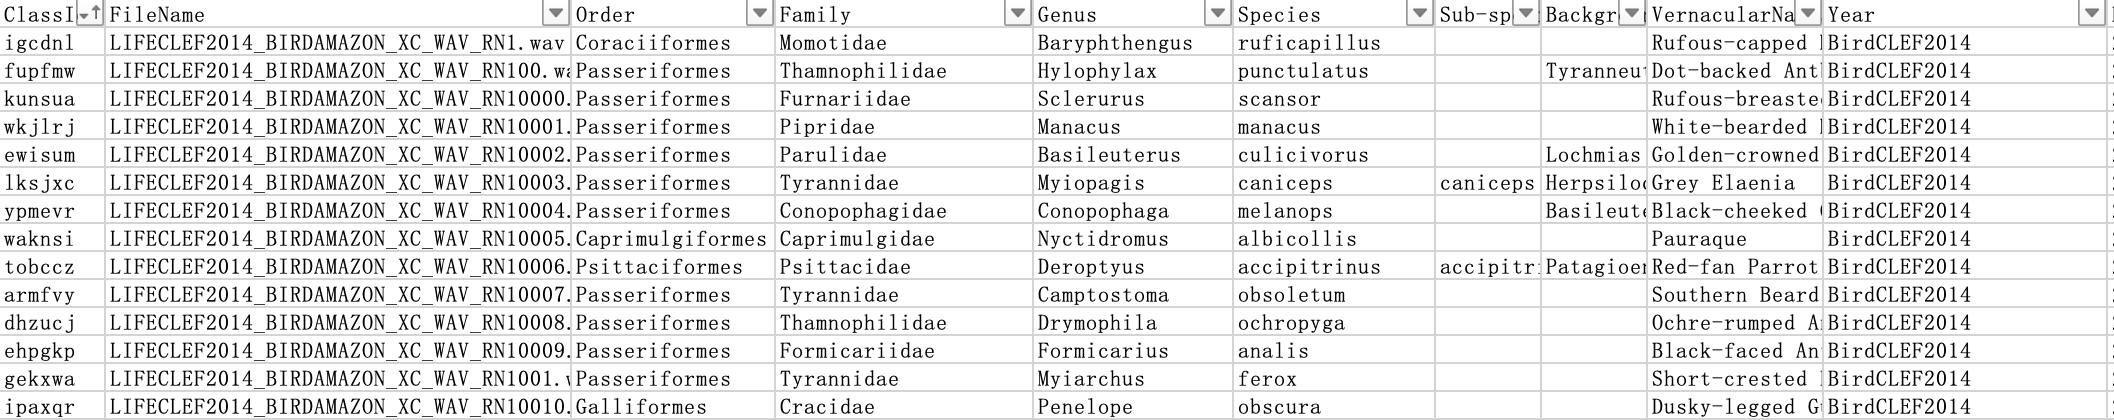 ClassI FileName Order Family Genus Species Sub-sp Backgr VernacularNa Year
igcdnl LIFECLEF2014_BIRDAMAZON_XC_WAV_RN1.wav Coraciiformes Momotidae Baryphthengus ruficapillus Rufous-capped BirdCLEF2014
fupfmw LIFECLEF2014_BIRDAMAZON_XC_WAV_RN100.wa Passeriformes Thamnophilidae Hylophylax punctulatus Tyranneut Dot-backed Ant BirdCLEF2014
kunsua LIFECLEF2014_BIRDAMAZON_XC_WAV_RN10000. Passeriformes Furnariidae Sclerurus scansor Rufous-breaste BirdCLEF2014
wkjlrj LIFECLEF2014_BIRDAMAZON_XC_WAV_RN10001. Passeriformes Pipridae Manacus manacus White-bearded BirdCLEF2014
ewisum LIFECLEF2014_BIRDAMAZON_XC_WAV_RN10002. Passeriformes Parulidae Basileuterus culicivorus Lochmias Golden-crowned BirdCLEF2014
lksjxc LIFECLEF2014_BIRDAMAZON_XC_WAV_RN10003. Passeriformes Tyrannidae Myiopagis caniceps caniceps Herpsiloc Grey Elaenia BirdCLEF2014
ypmevr LIFECLEF2014_BIRDAMAZON_XC_WAV_RN10004. Passeriformes Conopophagidae Conopophaga melanops Basileute Black-cheeked BirdCLEF2014
waknsi LIFECLEF2014_BIRDAMAZON_XC_WAV_RN10005. Caprimulgiformes Caprimulgidae Nyctidromus albicollis Pauraque BirdCLEF2014
tobccz LIFECLEF2014_BIRDAMAZON_XC_WAV_RN10006. Psittaciformes Psittacidae Deroptyus accipitrinus accipitr Patagioen Red-fan Parrot BirdCLEF2014
armfvy LIFECLEF2014_BIRDAMAZON_XC_WAV_RN10007. Passeriformes Tyrannidae Camptostoma obsoletum Southern Beard BirdCLEF2014
dhzucj LIFECLEF2014_BIRDAMAZON_XC_WAV_RN10008. Passeriformes Thamnophilidae Drymophila ochropyga Ochre-rumped A BirdCLEF2014
ehpgkp LIFECLEF2014_BIRDAMAZON_XC_WAV_RN10009. Passeriformes Formicariidae Formicarius analis Black-faced An BirdCLEF2014
gekxwa LIFECLEF2014_BIRDAMAZON_XC_WAV_RN1001.w Passeriformes Tyrannidae Myiarchus ferox Short-crested BirdCLEF2014
ipaxqr LIFECLEF2014_BIRDAMAZON_XC_WAV_RN10010. Galliformes Cracidae Penelope obscura Dusky-legged Gu BirdCLEF2014